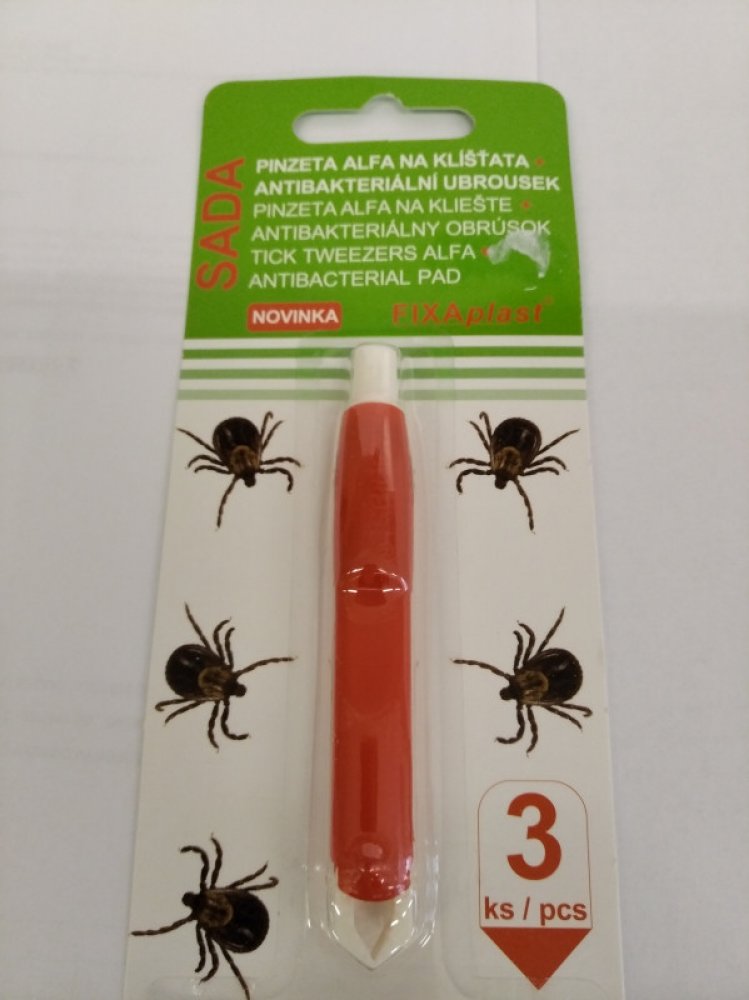 SADA
PINZETA ALFA NA KLÍŠŤATA +
ANTIBAKTERIÁLNÍ UBROUSEK
PINZETA ALFA NA KLIEŠTE +
ANTIBAKTERIÁLNY OBRÚSOK
TICK TWEEZERS ALFA +
ANTIBACTERIAL PAD
NOVINKA
FIXAplast®
3
ks / pcs